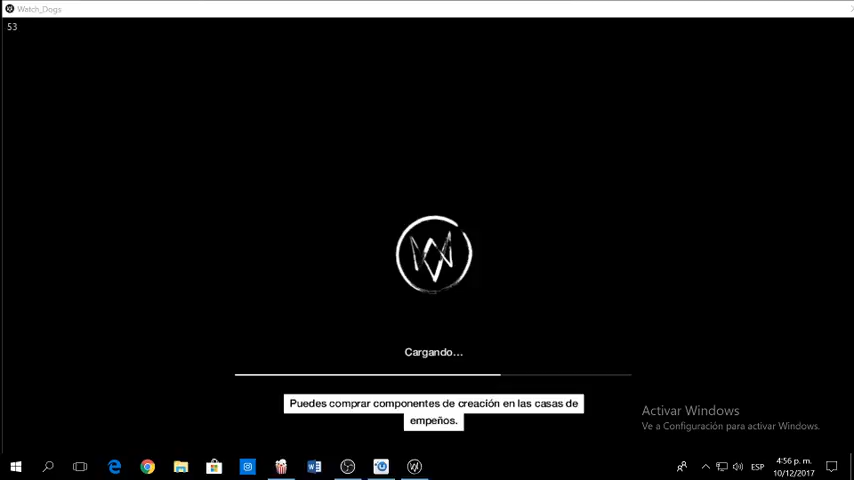 Watch_Dogs
53
Cargando...
Puedes comprar componentes de creación en las casas de
empeños.
Activar Windows
Ve a Configuración para activar Windows.
ESP
4:56 p. m.
10/12/2017